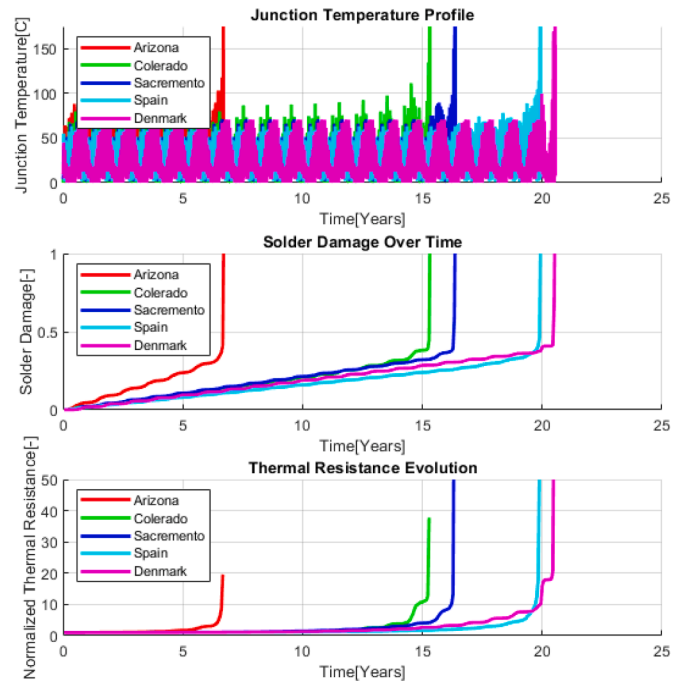 Junction Temperature Profile
Junction Temperature[C]
150
100
50
0
Arizona
Colerado
Sacremento
Spain
Denmark
0 5 10 15 20 25
Time[Years]
Solder Damage Over Time
Solder Damage[-]
1
0.5
0
Arizona
Colerado
Sacremento
Spain
Denmark
0 5 10 15 20 25
Time[Years]
Thermal Resistance Evolution
Normalized Thermal Resistance[-]
50
40
30
20
10
0
Arizona
Colerado
Sacremento
Spain
Denmark
0 5 10 15 20 25
Time[Years]